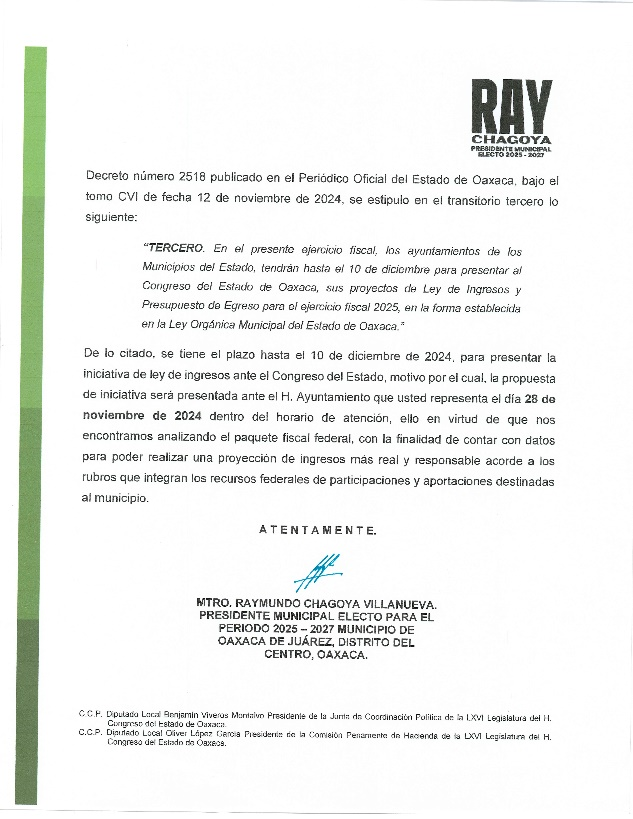 RAY
CHAGOYA
PRESIDENTE MUNICIPAL
ELECTO 2025 - 2027
Decreto número 2518 publicado en el Periódico Oficial del Estado de Oaxaca, bajo el
tomo CVI de fecha 12 de noviembre de 2024, se estipulo en el transitorio tercero lo
siguiente:
“TERCERO. En el presente ejercicio fiscal, los ayuntamientos de los
Municipios del Estado, tendrán hasta el 10 de diciembre para presentar al
Congreso del Estado de Oaxaca, sus proyectos de Ley de Ingresos y
Presupuesto de Egreso para el ejercicio fiscal 2025, en la forma establecida
en la Ley Orgánica Municipal del Estado de Oaxaca.”
De lo citado, se tiene el plazo hasta el 10 de diciembre de 2024, para presentar la
iniciativa de ley de ingresos ante el Congreso del Estado, motivo por el cual, la propuesta
de iniciativa será presentada ante el H. Ayuntamiento que usted representa el día 28 de
noviembre de 2024 dentro del horario de atención, ello en virtud de que nos
encontramos analizando el paquete fiscal federal, con la finalidad de contar con datos
para poder realizar una proyección de ingresos más real y responsable acorde a los
rubros que integran los recursos federales de participaciones y aportaciones destinadas
al municipio.
A T E N T A M E N T E.
MTRO. RAYMUNDO CHAGOYA VILLANUEVA.
PRESIDENTE MUNICIPAL ELECTO PARA EL
PERIODO 2025 – 2027 MUNICIPIO DE
OAXACA DE JUÁREZ, DISTRITO DEL
CENTRO, OAXACA.
C.C.P. Diputado Local Benjamín Viveros Montalvo Presidente de la Junta de Coordinación Política de la LXVI Legislatura del H.
Congreso del Estado de Oaxaca.
C.C.P. Diputado Local Oliver López Garcia Presidente de la Comisión Penamente de Hacienda de la LXVI Legislatura del H.
Congreso del Estado de Oaxaca.